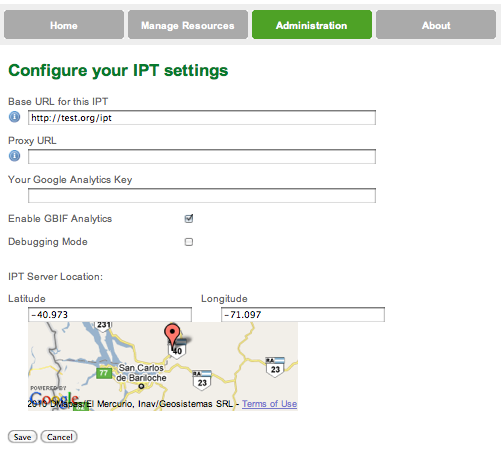 Home
Manage Resources
Administration
About
Configure your IPT settings
Base URL for this IPT
http://test.org/ipt
Proxy URL
Your Google Analytics Key
Enable GBIF Analytics
Debugging Mode
IPT Server Location:
Latitude
Longitude
-40.973
-71.097
231
40
RA
23
RA
23
77
San Carlos
de Bariloche
POWERED BY
Google
2010 DMapas/El Mercurio, Inav/Geosistemas SRL - Terms of Use
Save
Cancel